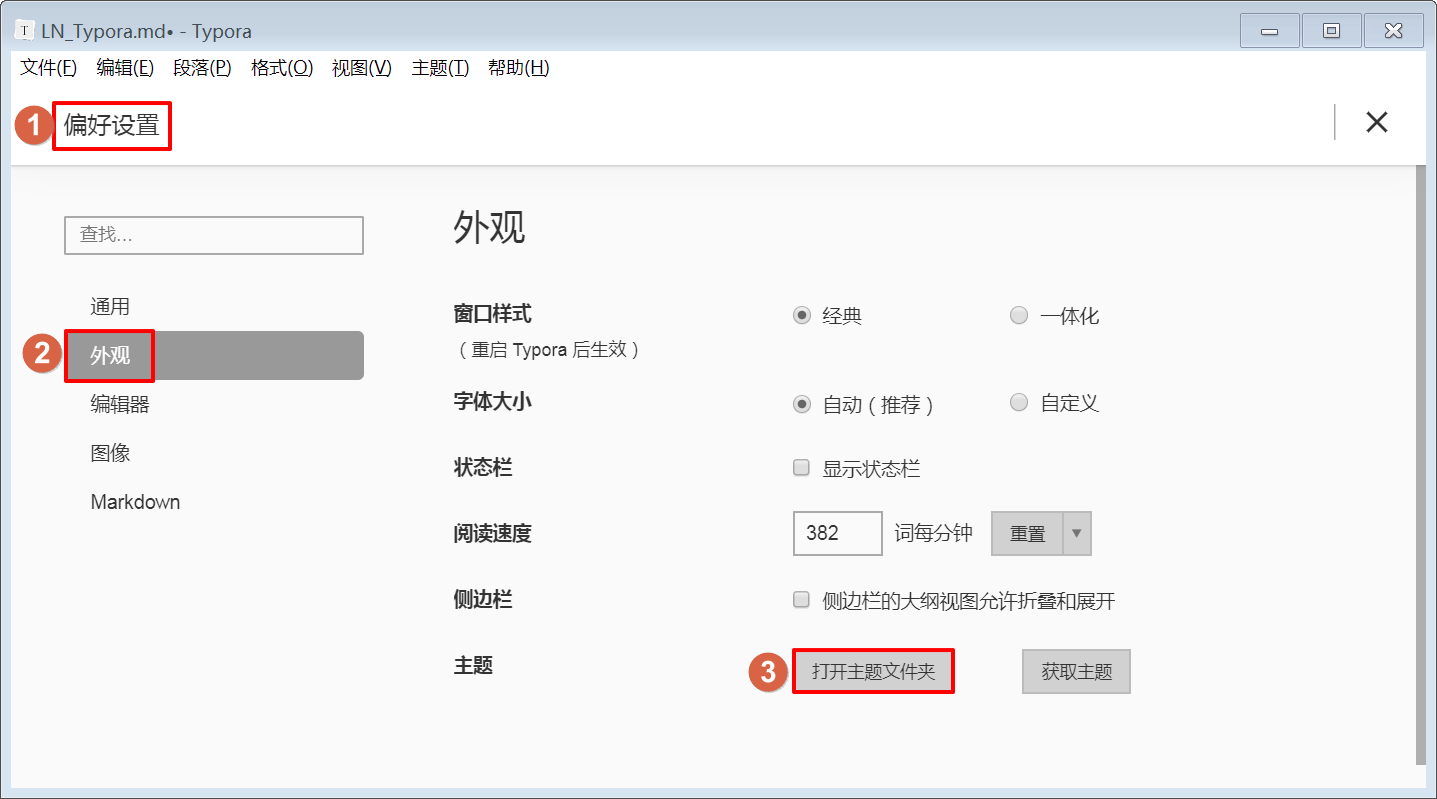 LN_Typora.md• - Typora
文件(F) 编辑(E) 段落(P) 格式(O) 视图(V) 主题(T) 帮助(H)
1 偏好设置
查找...
通用
2 外观
编辑器
图像
Markdown
外观
窗口样式 经典 一体化
（重启 Typora 后生效）
字体大小 自动（推荐） 自定义
状态栏 显示状态栏
阅读速度 382 词每分钟 重置
侧边栏 侧边栏的大纲视图允许折叠和展开
主题 3 打开主题文件夹 获取主题